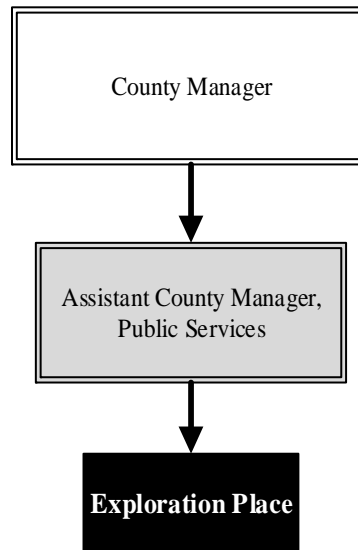 County Manager
Assistant County Manager,
Public Services
Exploration Place